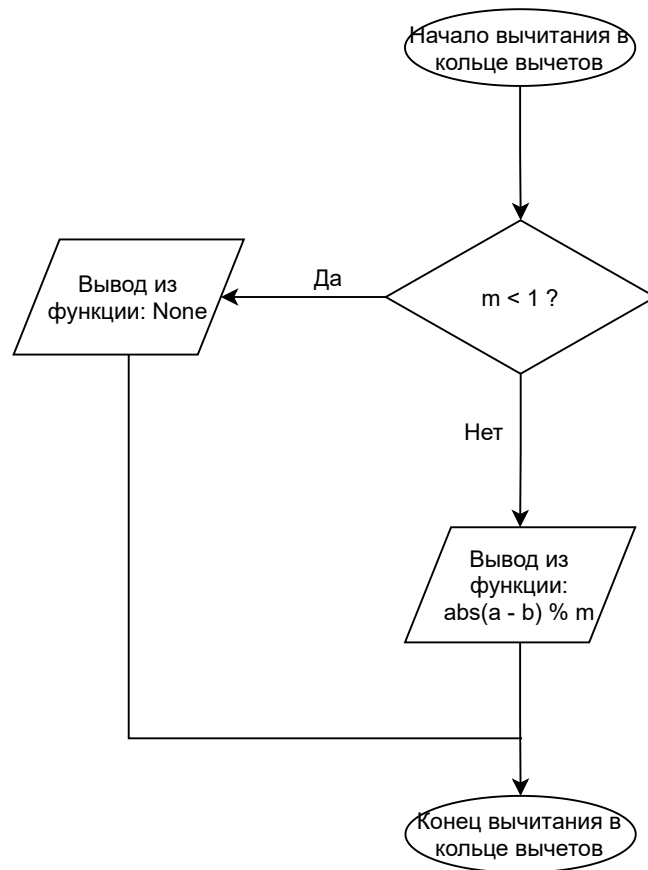 Начало вычитания в
кольце вычетов
m < 1 ?
Да
Вывод из
функции: None
Нет
Вывод из
функции:
abs(a - b) % m
Конец вычитания в
кольце вычетов